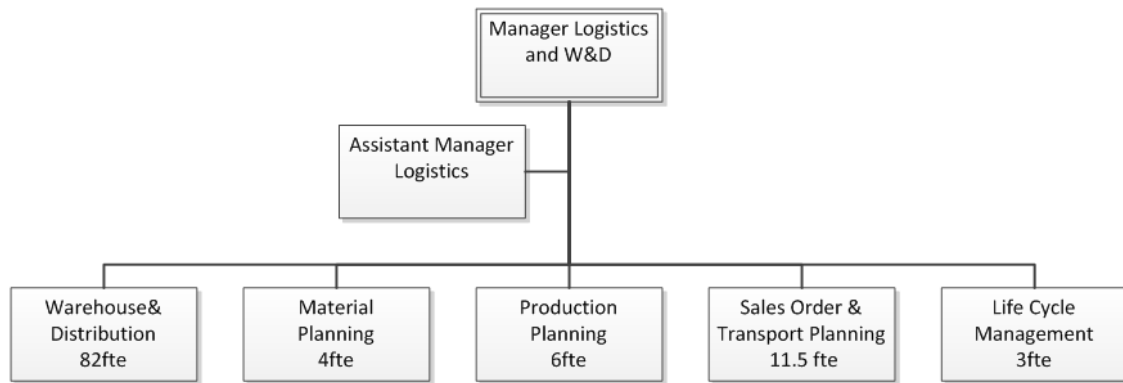 Manager Logistics
and W&D
Assistant Manager
Logistics
Warehouse&
Distribution
82fte
Material
Planning
4fte
Production
Planning
6fte
Sales Order &
Transport Planning
11.5 fte
Life Cycle
Management
3fte